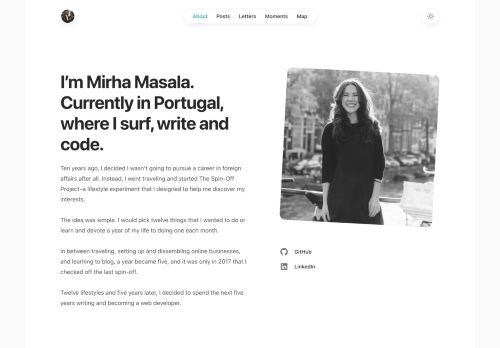 About Posts Letters Moments Map
I'm Mirha Masala.
Currently in Portugal,
where I surf, write and
code.
Ten years ago, I decided I wasn't going to pursue a career in foreign
affairs after all. Instead, I went traveling and started The Spin-Off
Project–a lifestyle experiment that I designed to help me discover my
interests.
The idea was simple. I would pick twelve things that I wanted to do or
learn and devote a year of my life to doing one each month.
In between traveling, setting up and dissembling online businesses,
and learning to blog, a year became five, and it was only in 2017 that I
checked off the last spin-off.
Twelve lifestyles and five years later, I decided to spend the next five
years writing and becoming a web developer.
GitHub
LinkedIn